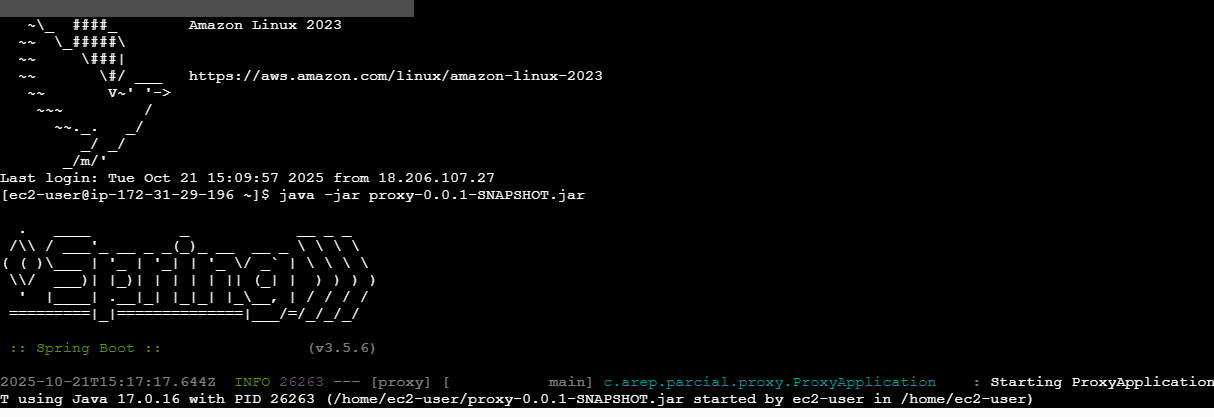 ~\_  ####_        Amazon Linux 2023
  ~~  \_#####\
  ~~     \###|
  ~~       \#/ ___   https://aws.amazon.com/linux/amazon-linux-2023
   ~~       V~' '->
    ~~~         /
      ~~._.   _/
         _/ _/
       _/m/'
Last login: Tue Oct 21 15:09:57 2025 from 18.206.107.27
[ec2-user@ip-172-31-29-196 ~]$ java -jar proxy-0.0.1-SNAPSHOT.jar
  .   ____          _            __ _ _
 /\\ / ___'_ __ _ _(_)_ __  __ _ \ \ \ \
( ( )\___ | '_ | '_| | '_ \/ _` | \ \ \ \
 \\/  ___)| |_)| | | | | || (_| |  ) ) ) )
  '  |____| .__|_| |_|_| |_\__, | / / / /
 =========|_|==============|___/=/_/_/_/
 :: Spring Boot ::                (v3.5.6)
2025-10-21T15:17:17.644Z  INFO 26263 --- [proxy] [           main] c.arep.parcial.proxy.ProxyApplication    : Starting ProxyApplication
T using Java 17.0.16 with PID 26263 (/home/ec2-user/proxy-0.0.1-SNAPSHOT.jar started by ec2-user in /home/ec2-user)